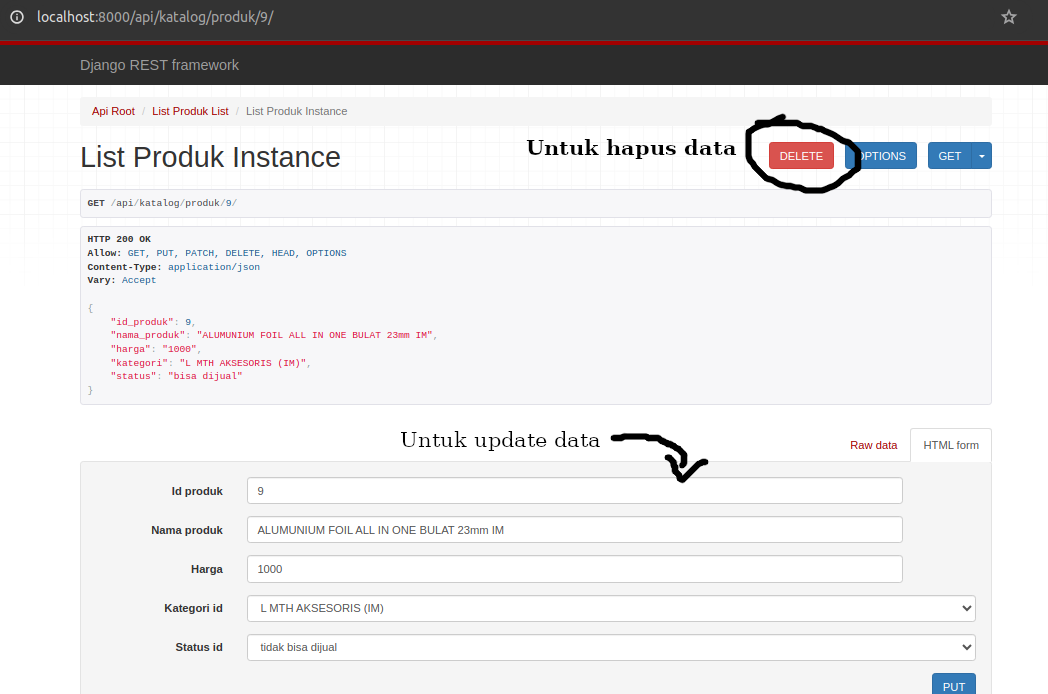 localhost:8000/api/katalog/produk/9/
Django REST framework
Api Root / List Produk List / List Produk Instance
Untuk hapus data
List Produk Instance
DELETE OPTIONS GET
GET /api/katalog/produk/9/
HTTP 200 OK
Allow: GET, PUT, PATCH, DELETE, HEAD, OPTIONS
Content-Type: application/json
Vary: Accept
{
"id_produk": 9,
"nama_produk": "ALUMUNIUM FOIL ALL IN ONE BULAT 23mm IM",
"harga": "1000",
"kategori": "L MTH AKSESORIS (IM)",
"status": "bisa dijual"
}
Untuk update data
Raw data HTML form
Id produk 9
Nama produk ALUMUNIUM FOIL ALL IN ONE BULAT 23mm IM
Harga 1000
Kategori id L MTH AKSESORIS (IM)
Status id tidak bisa dijual
PUT